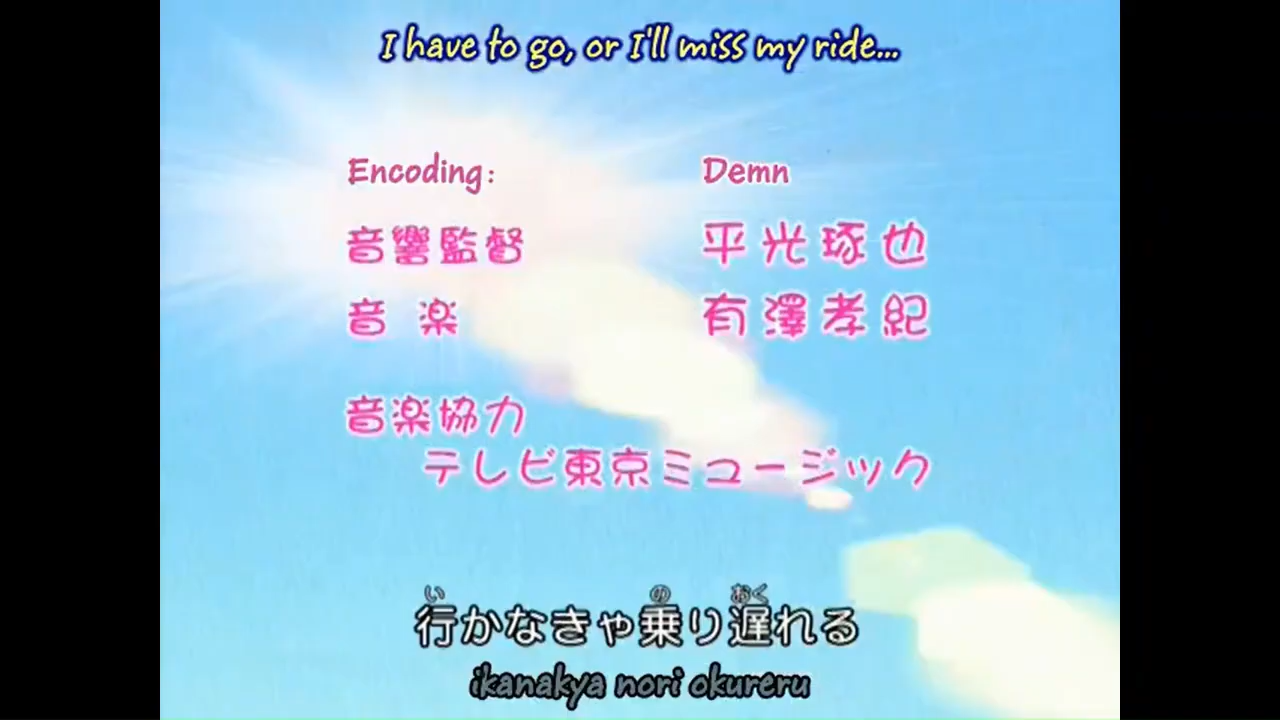 I have to go, or I'll miss my ride...
Encoding: Demn
音響監督 平光琢也
音楽 有澤孝紀
音楽協力
テレビ東京ミュージック
い の おく
行かなきゃ乗り遅れる
ikanakya nori okureru